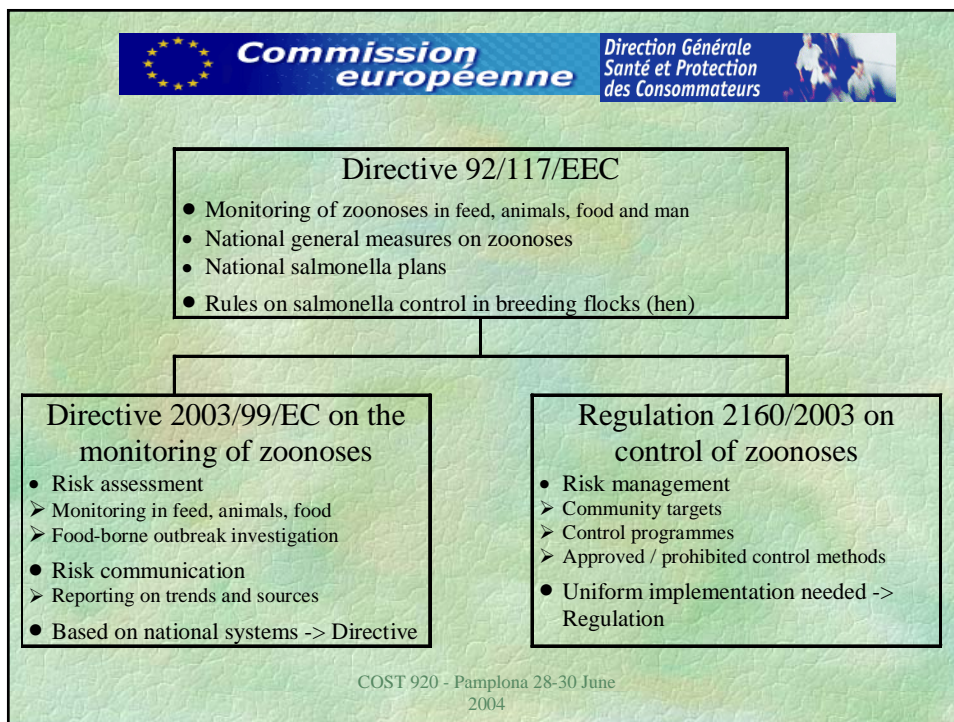 Commission
européenne
Direction Générale
Santé et Protection
des Consommateurs
Directive 92/117/EEC
• Monitoring of zoonoses in feed, animals, food and man
• National general measures on zoonoses
• National salmonella plans
• Rules on salmonella control in breeding flocks (hen)
Directive 2003/99/EC on the
monitoring of zoonoses
• Risk assessment
➢ Monitoring in feed, animals, food
➢ Food-borne outbreak investigation
• Risk communication
➢ Reporting on trends and sources
• Based on national systems -> Directive
Regulation 2160/2003 on
control of zoonoses
• Risk management
➢ Community targets
➢ Control programmes
➢ Approved / prohibited control methods
• Uniform implementation needed ->
Regulation
COST 920 - Pamplona 28-30 June
2004